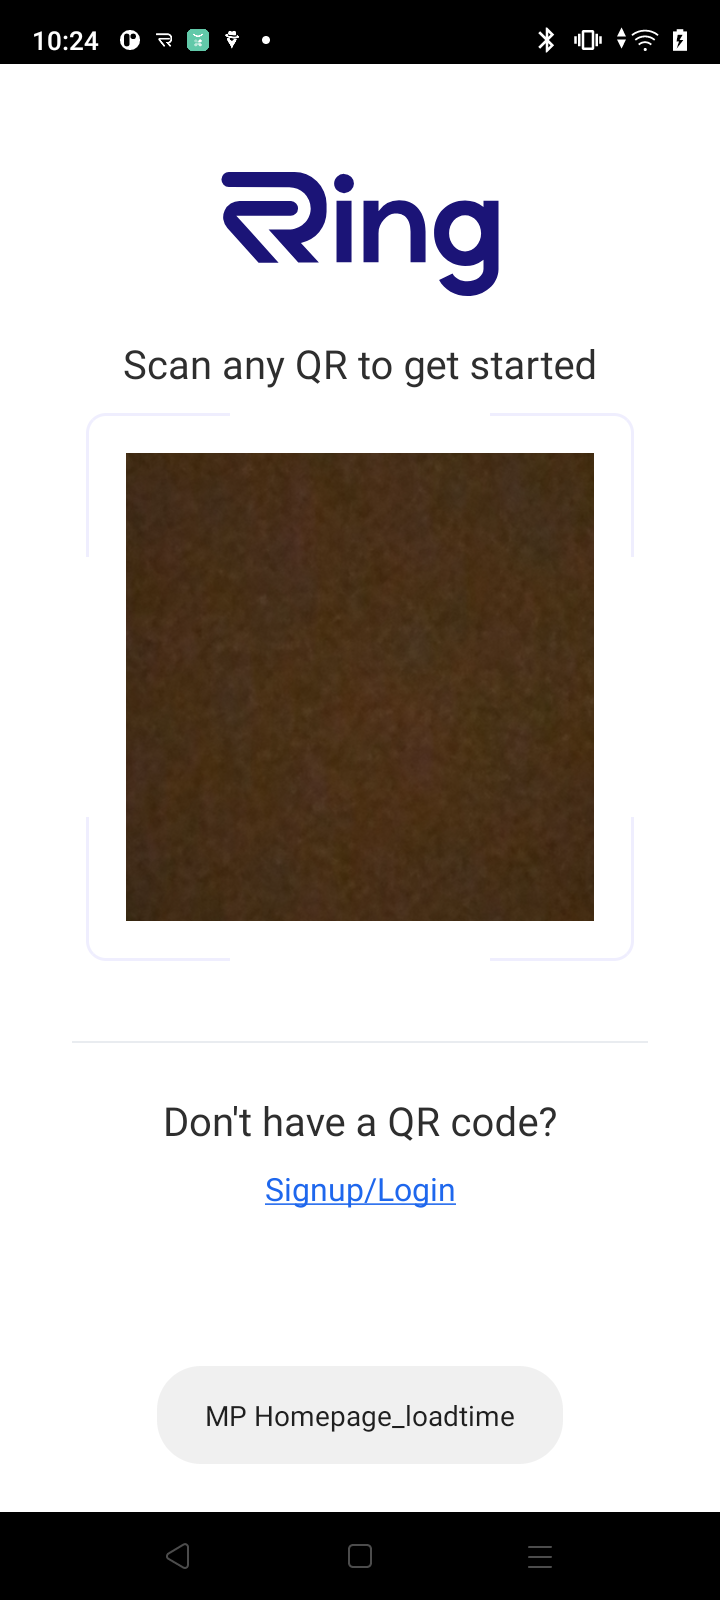 10:24
Ring
Scan any QR to get started
Don't have a QR code?
Signup/Login
MP Homepage_loadtime